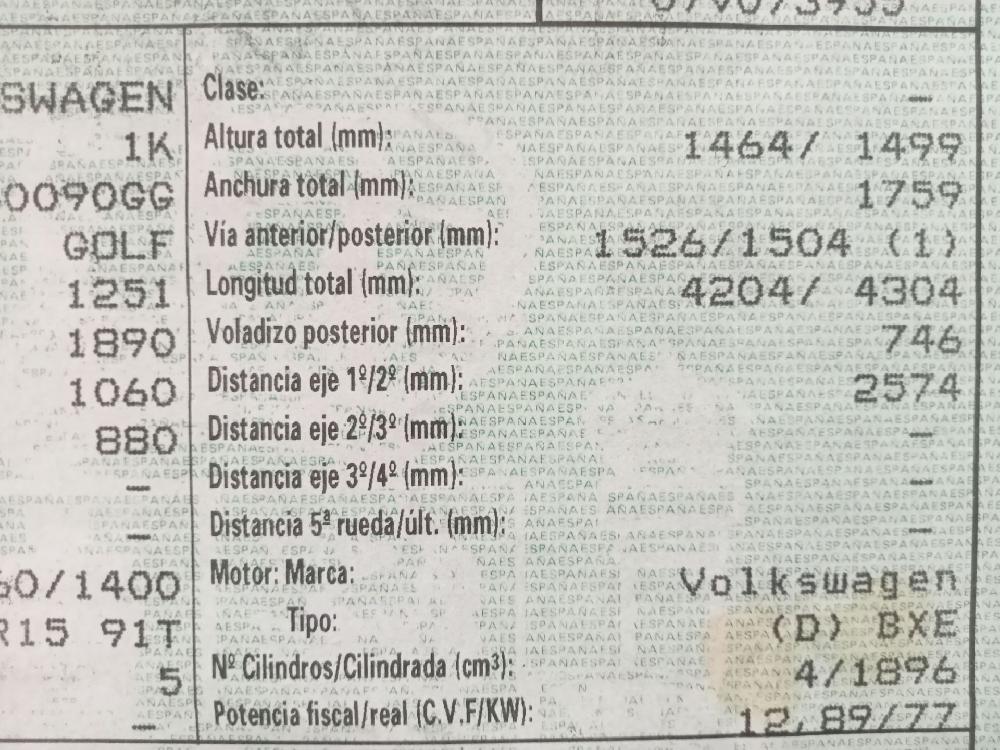 SWAGEN
1K
0090GG
GOLF
1251
1890
1060
880
–
–
60/1400
R15 91T
5
–
Clase: –
Altura total (mm): 1464/ 1499
Anchura total (mm): 1759
Vía anterior/posterior (mm): 1526/1504 (1)
Longitud total (mm): 4204/ 4304
Voladizo posterior (mm): 746
Distancia eje 1º/2º (mm): 2574
Distancia eje 2º/3º (mm): –
Distancia eje 3º/4º (mm): –
Distancia 5ª rueda/últ. (mm): –
Motor: Marca: Volkswagen
Tipo: (D) BXE
Nº Cilindros/Cilindrada (cm³): 4/1896
Potencia fiscal/real (C.V.F/KW): 12,89/77